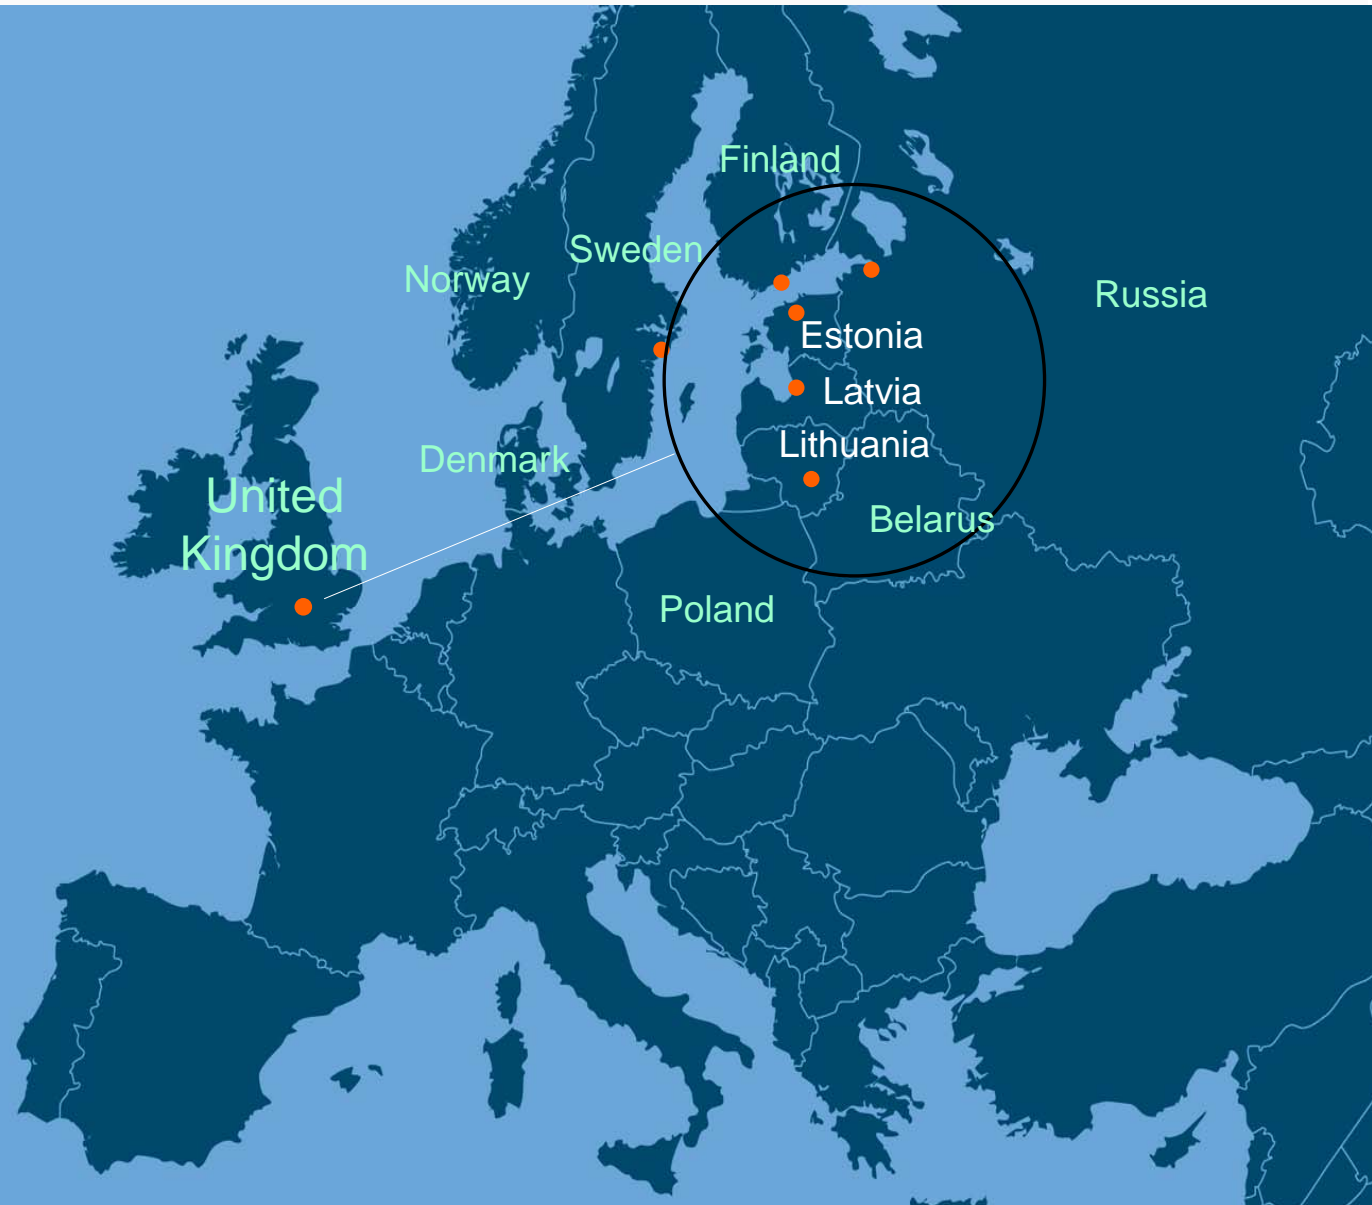 Finland
Sweden
Norway
Russia
Estonia
Latvia
Lithuania
Denmark
United
Kingdom
Belarus
Poland